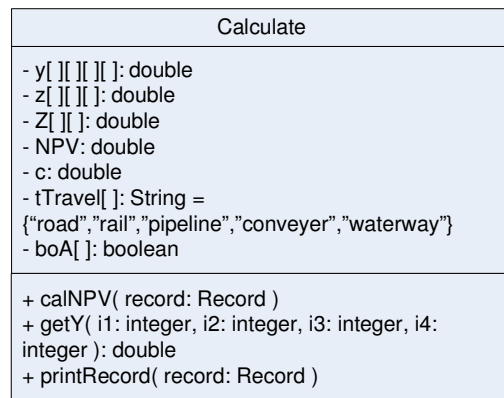 Calculate
- y[ ][ ][ ][ ]: double
- z[ ][ ][ ]: double
- Z[ ][ ]: double
- NPV: double
- c: double
- tTravel[ ]: String =
{“road”,”rail”,”pipeline”,”conveyer”,”waterway”}
- boA[ ]: boolean
+ calNPV( record: Record )
+ getY( i1: integer, i2: integer, i3: integer, i4:
integer ): double
+ printRecord( record: Record )